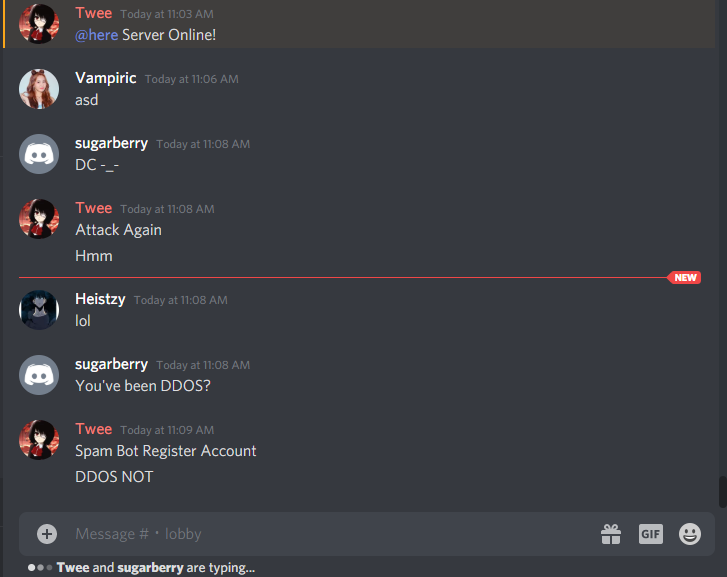 Twee Today at 11:03 AM
@here Server Online!
Vampiric Today at 11:06 AM
asd
sugarberry Today at 11:08 AM
DC -_-
Twee Today at 11:08 AM
Attack Again
Hmm
NEW
Heistzy Today at 11:08 AM
lol
sugarberry Today at 11:08 AM
You've been DDOS?
Twee Today at 11:09 AM
Spam Bot Register Account
DDOS NOT
Message #・lobby
GIF
Twee and sugarberry are typing...